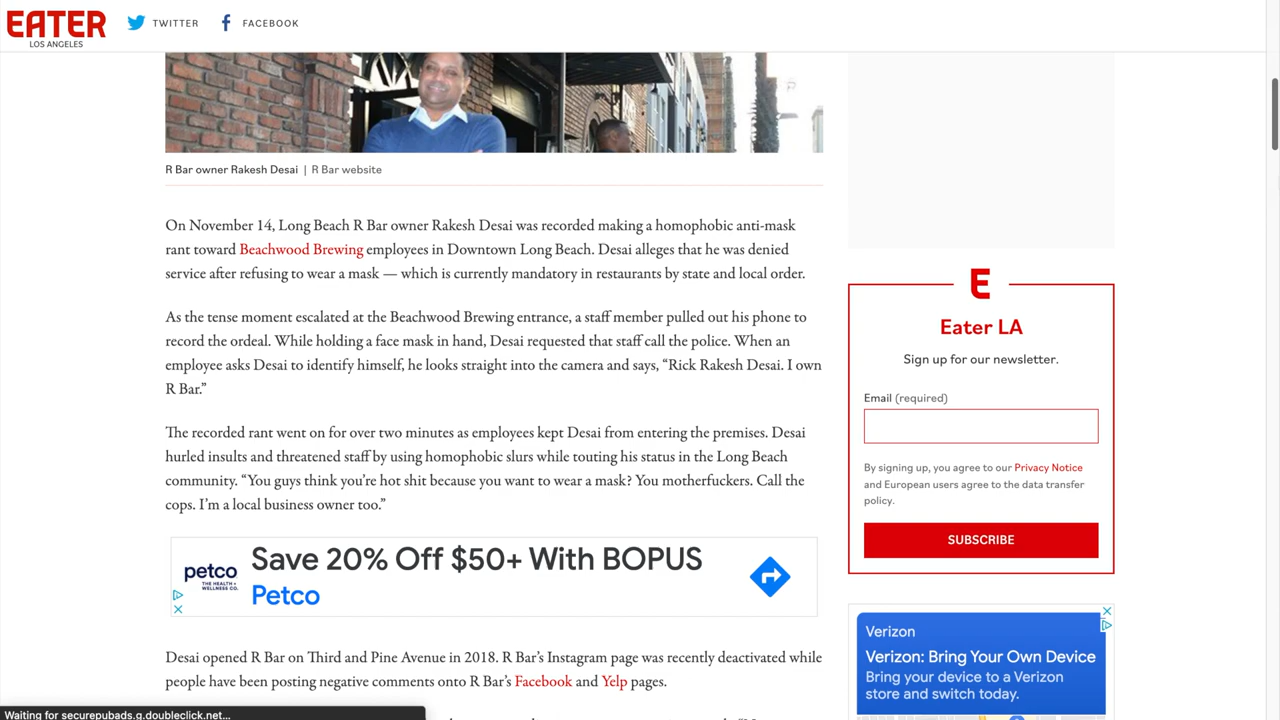 EATER
LOS ANGELES
TWITTER
FACEBOOK
R Bar owner Rakesh Desai | R Bar website
On November 14, Long Beach R Bar owner Rakesh Desai was recorded making a homophobic anti-mask
rant toward Beachwood Brewing employees in Downtown Long Beach. Desai alleges that he was denied
service after refusing to wear a mask — which is currently mandatory in restaurants by state and local order.
As the tense moment escalated at the Beachwood Brewing entrance, a staff member pulled out his phone to
record the ordeal. While holding a face mask in hand, Desai requested that staff call the police. When an
employee asks Desai to identify himself, he looks straight into the camera and says, “Rick Rakesh Desai. I own
R Bar.”
The recorded rant went on for over two minutes as employees kept Desai from entering the premises. Desai
hurled insults and threatened staff by using homophobic slurs while touting his status in the Long Beach
community. “You guys think you’re hot shit because you want to wear a mask? You motherfuckers. Call the
cops. I’m a local business owner too.”
petco
THE HEALTH +
WELLNESS CO.
Save 20% Off $50+ With BOPUS
Petco
Desai opened R Bar on Third and Pine Avenue in 2018. R Bar’s Instagram page was recently deactivated while
people have been posting negative comments onto R Bar’s Facebook and Yelp pages.
Waiting for securepubads.g.doubleclick.net...
E
Eater LA
Sign up for our newsletter.
Email (required)
By signing up, you agree to our Privacy Notice
and European users agree to the data transfer
policy.
SUBSCRIBE
Verizon
Verizon: Bring Your Own Device
Bring your device to a Verizon
store and switch today.